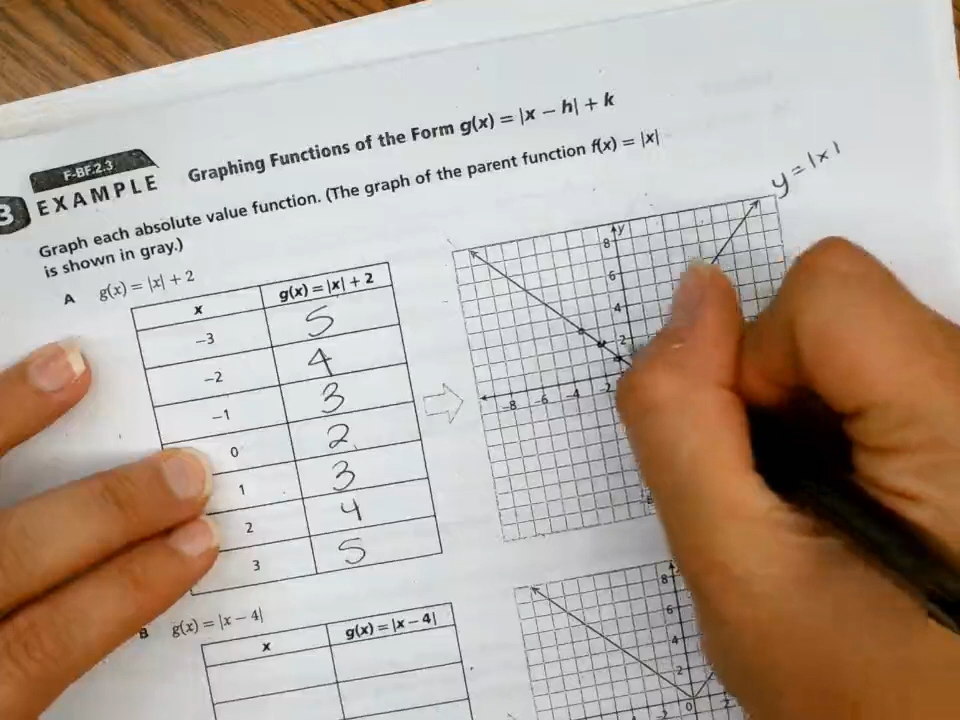 Graphing Functions of the Form g(x) = |x − h| + k
F-BF.2.3
3 EXAMPLE
Graph each absolute value function. (The graph of the parent function f(x) = |x|
is shown in gray.)
y = |x|
A g(x) = |x| + 2
x g(x) = |x| + 2
−3 5
−2 4
−1 3
0 2
1 3
2 4
3 5
y
8
6
4
2
−8 −6 −4 −2
B g(x) = |x − 4|
x g(x) = |x − 4|
8
6
4
2
−2 0 2